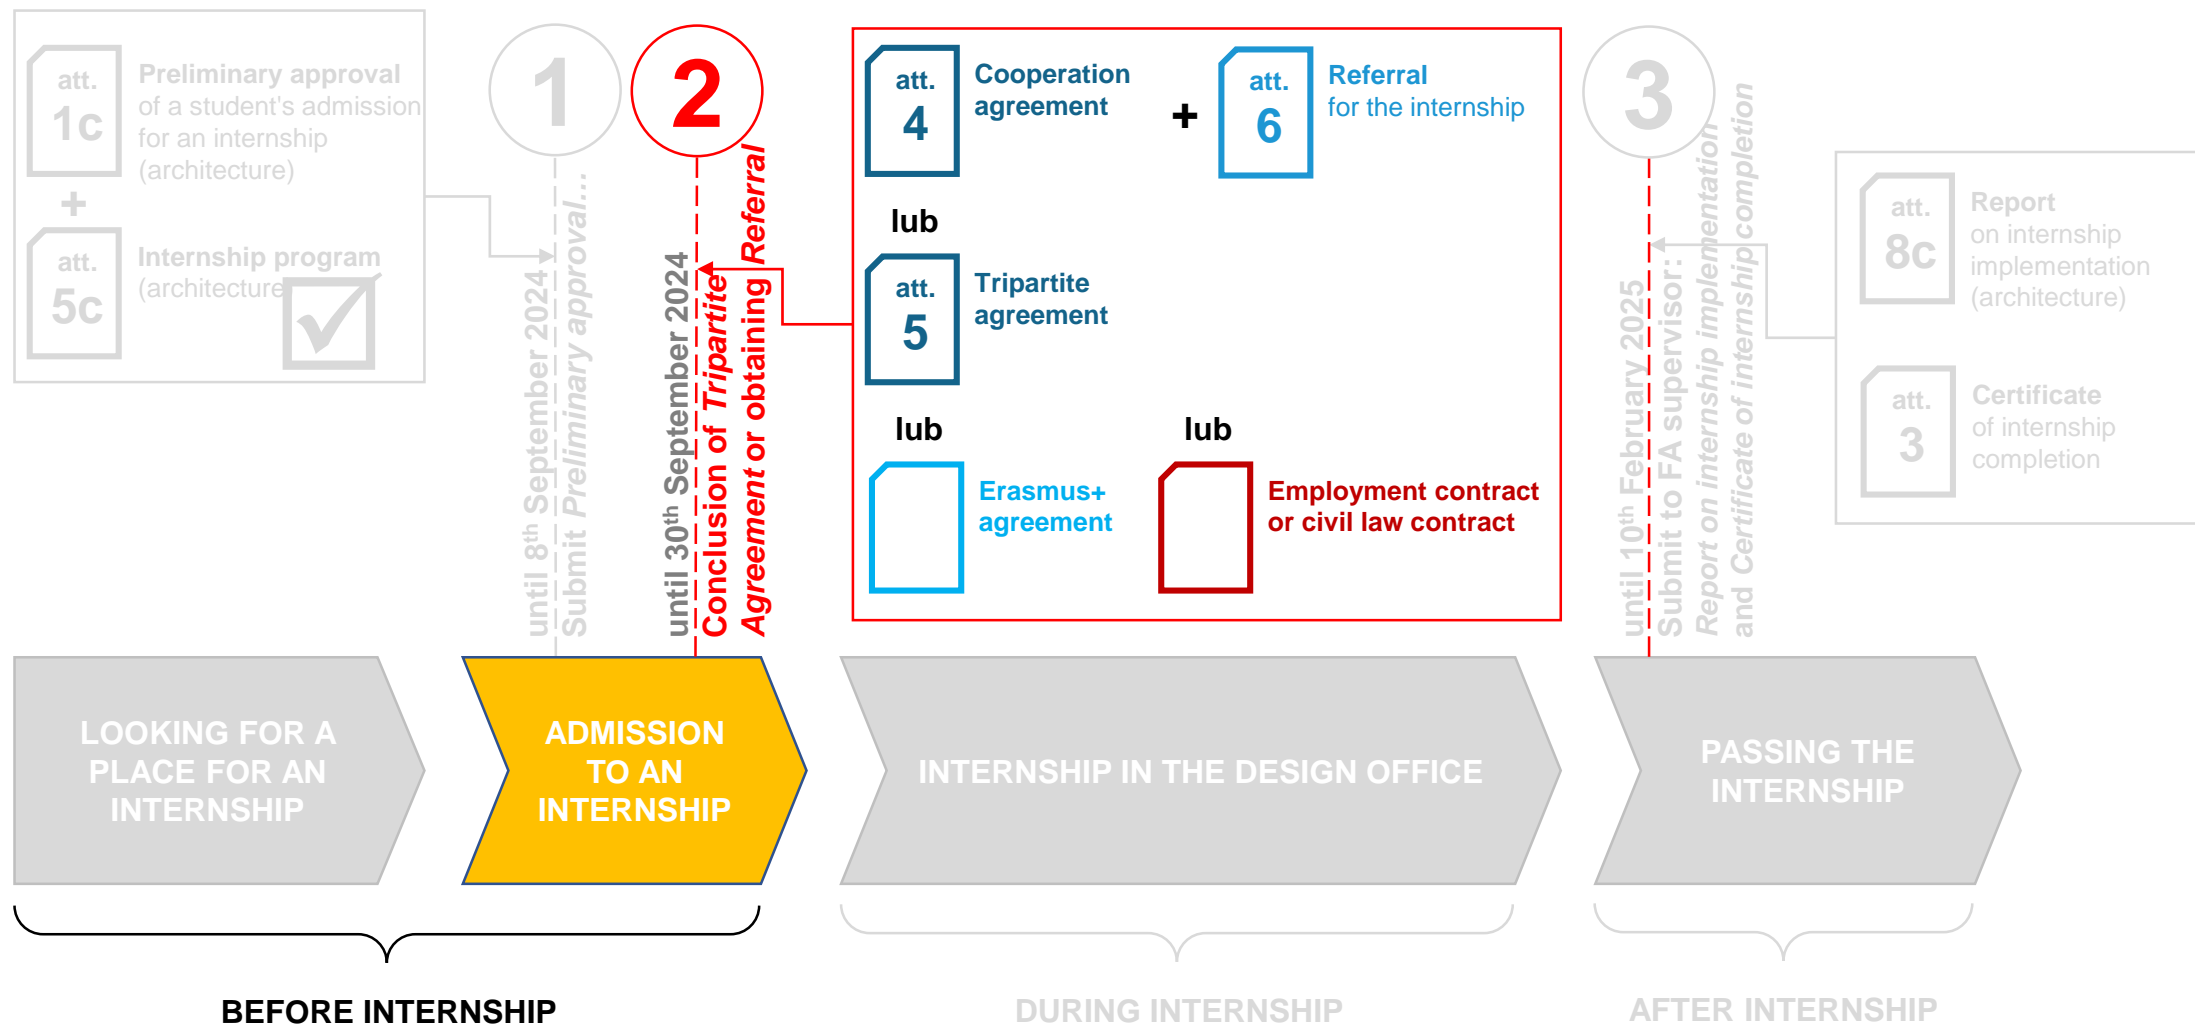 att.
1c
Preliminary approval
of a student's admission
for an internship
(architecture)
+
att.
5c
Internship program
(architecture
1
until 8th September 2024
Submit Preliminary approval...
2
until 30th September 2024
Conclusion of Tripartite
Agreement or obtaining Referral
att.
4
Cooperation
agreement
+
att.
6
Referral
for the internship
lub
att.
5
Tripartite
agreement
lub
Erasmus+
agreement
lub
Employment contract
or civil law contract
3
until 10th February 2025
Submit to FA supervisor:
Report on internship implementation
and Certificate of internship completion
att.
8c
Report
on internship
implementation
(architecture)
att.
3
Certificate
of internship
completion
LOOKING FOR A
PLACE FOR AN
INTERNSHIP
ADMISSION
TO AN
INTERNSHIP
INTERNSHIP IN THE DESIGN OFFICE
PASSING THE
INTERNSHIP
BEFORE INTERNSHIP
DURING INTERNSHIP
AFTER INTERNSHIP